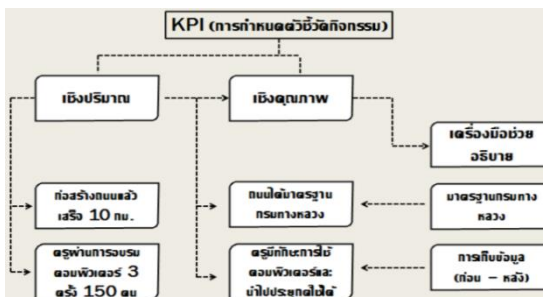 KPI (การกำหนดตัวชี้วัดกิจกรรม)
เชิงปริมาณ
เชิงคุณภาพ
เครื่องมือช่วย
อธิบาย
ก่อสร้างถนนแล้ว
เสร็จ 10 กม.
ถนนได้มาตรฐาน
กรมทางหลวง
มาตรฐานกรมทาง
หลวง
ครูผ่านการอบรม
คอมพิวเตอร์ 3
ครั้ง 150 คน
ครูมีทักษะการใช้
คอมพิวเตอร์และ
นำไปประยุกต์ใช้ได้
การเก็บข้อมูล
(ก่อน – หลัง)